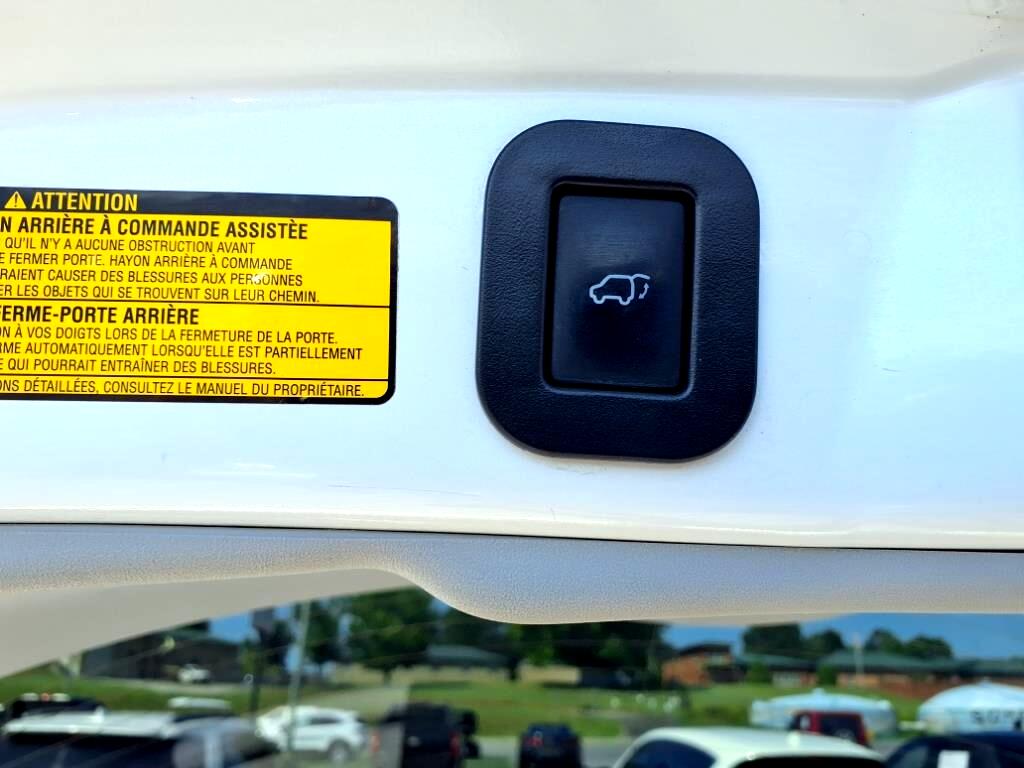 ATTENTION
ARRIÈRE À COMMANDE ASSISTÈE
QU'IL N'Y A AUCUNE OBSTRUCTION AVANT
FERMER PORTE. HAYON ARRIÈRE À COMMANDE
RAIENT CAUSER DES BLESSURES AUX PERSONNES
ER LES OBJETS QUI SE TROUVENT SUR LEUR CHEMIN.
FERME-PORTE ARRIÈRE
ON À VOS DOIGTS LORS DE LA FERMETURE DE LA PORTE.
RME AUTOMATIQUEMENT LORSQU'ELLE EST PARTIELLEMENT
E QUI POURRAIT ENTRAÎNER DES BLESSURES.
ONS DÉTAILLÉES, CONSULTEZ LE MANUEL DU PROPRIÉTAIRE.